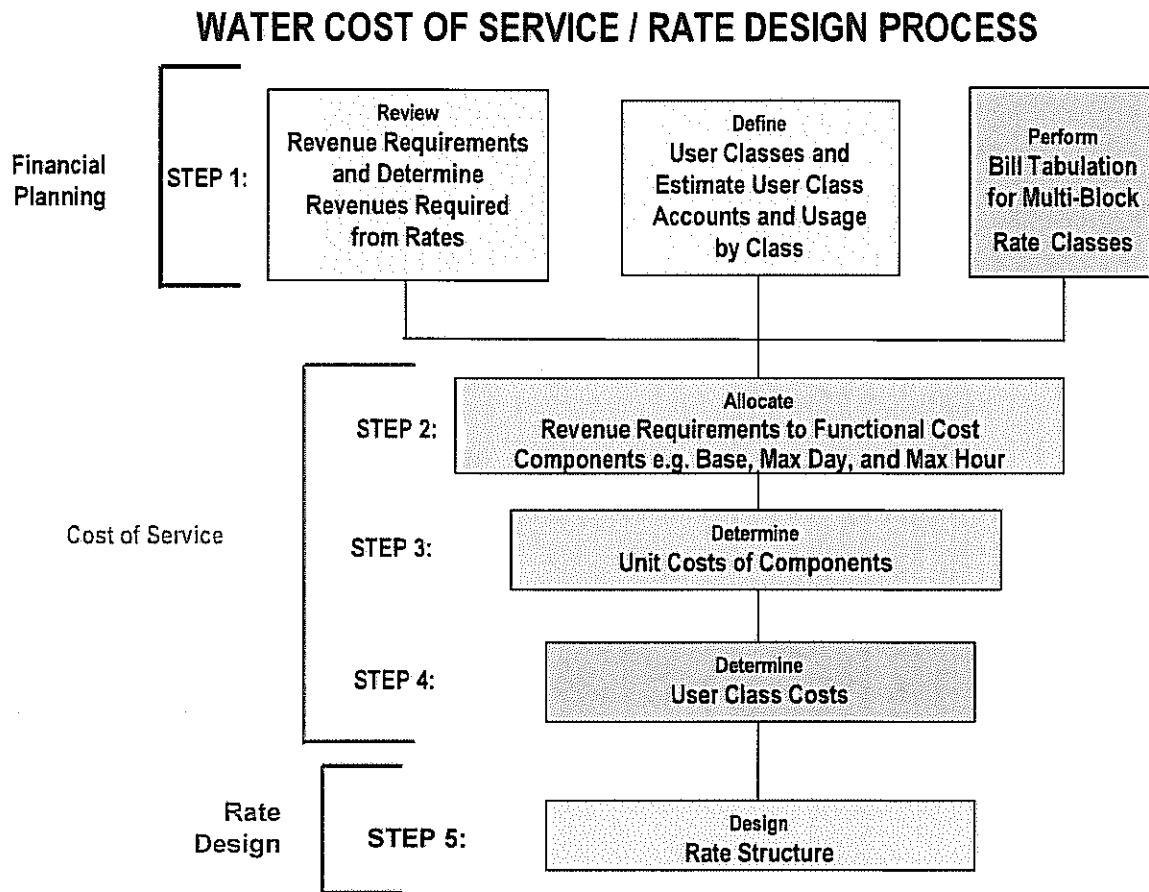 WATER COST OF SERVICE / RATE DESIGN PROCESS
Financial
Planning
STEP 1:
Review
Revenue Requirements
and Determine
Revenues Required
from Rates
Define
User Classes and
Estimate User Class
Accounts and Usage
by Class
Perform
Bill Tabulation
for Multi-Block
Rate Classes
Cost of Service
STEP 2:
Allocate
Revenue Requirements to Functional Cost
Components e.g. Base, Max Day, and Max Hour
STEP 3:
Determine
Unit Costs of Components
STEP 4:
Determine
User Class Costs
Rate
Design
STEP 5:
Design
Rate Structure